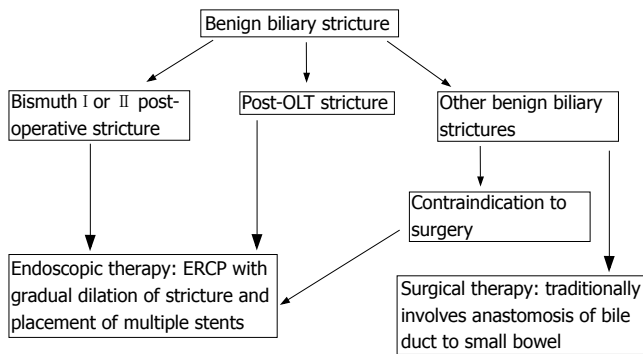 Benign biliary stricture
Bismuth Ⅰ or Ⅱ post-
operative stricture
Post-OLT stricture
Other benign biliary
strictures
Contraindication to
surgery
Endoscopic therapy: ERCP with
gradual dilation of stricture and
placement of multiple stents
Surgical therapy: traditionally
involves anastomosis of bile
duct to small bowel